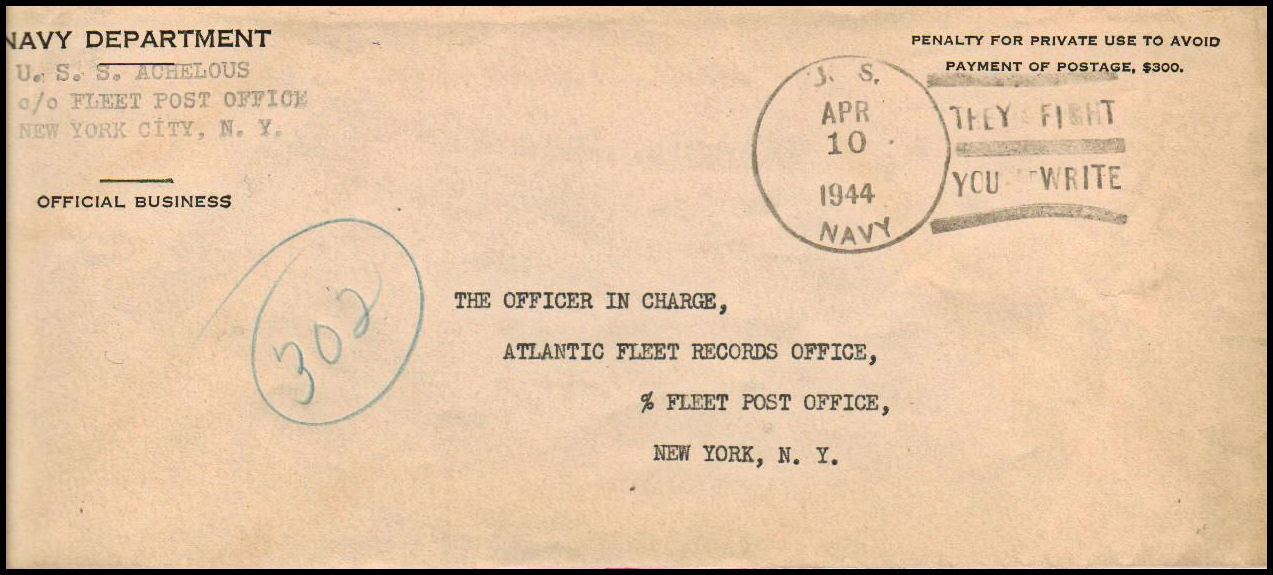 NAVY DEPARTMENT
U. S. S. ACHELOUS
c/o FLEET POST OFFICE
NEW YORK CITY, N. Y.
OFFICIAL BUSINESS
PENALTY FOR PRIVATE USE TO AVOID
PAYMENT OF POSTAGE, $300.
U. S.
APR
10
1944
NAVY
THEY FIGHT
YOU WRITE
302
THE OFFICER IN CHARGE,
ATLANTIC FLEET RECORDS OFFICE,
% FLEET POST OFFICE,
NEW YORK, N. Y.